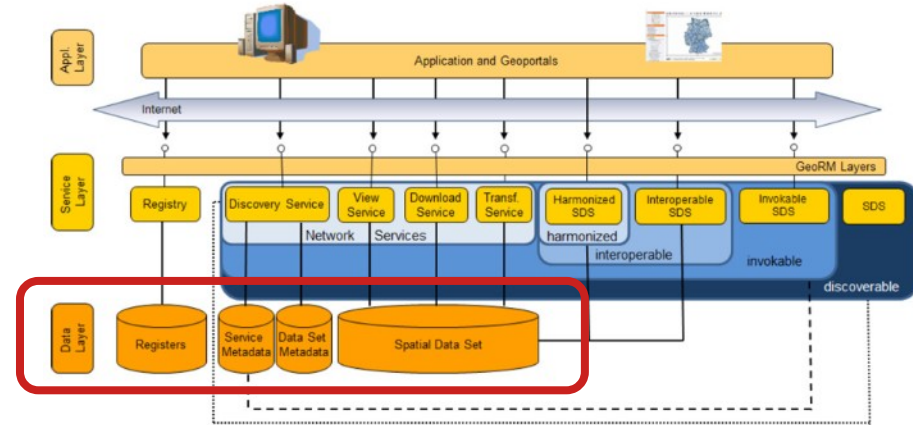 Appl.
Layer
Application and Geoportals
Internet
GeoRM Layers
Service
Layer
Registry
Discovery Service
View
Service
Download
Service
Transf.
Service
Harmonized
SDS
Interoperable
SDS
Invokable
SDS
SDS
Network Services
harmonized
interoperable
invokable
discoverable
Data
Layer
Registers
Service
Metadata
Data Set
Metadata
Spatial Data Set